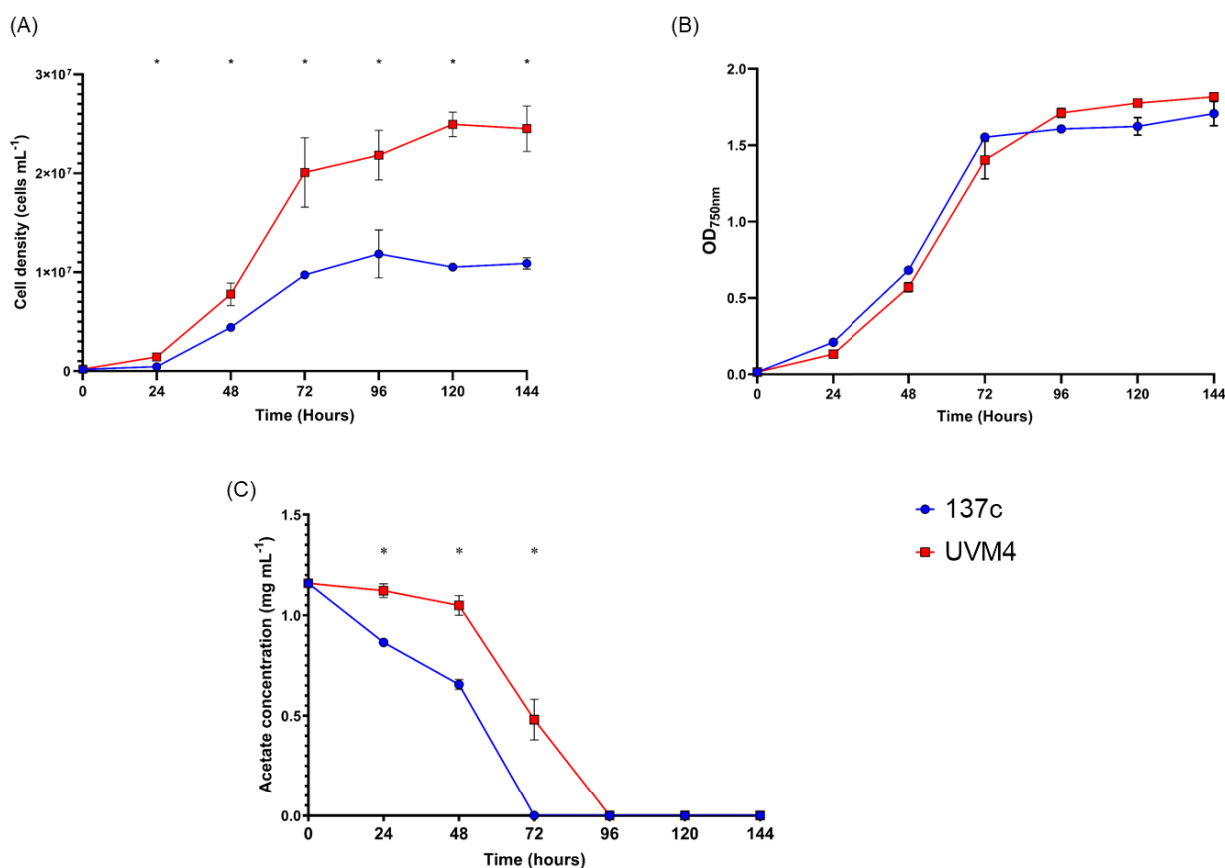 (A)
* * * * * *
3×10⁷
2×10⁷
1×10⁷
0
Cell density (cells mL⁻¹)
0 24 48 72 96 120 144
Time (Hours)
(B)
2.0
1.5
1.0
0.5
0.0
OD750nm
0 24 48 72 96 120 144
Time (Hours)
(C)
* * *
1.5
1.0
0.5
0.0
Acetate concentration (mg mL⁻¹)
0 24 48 72 96 120 144
Time (hours)
137c
UVM4